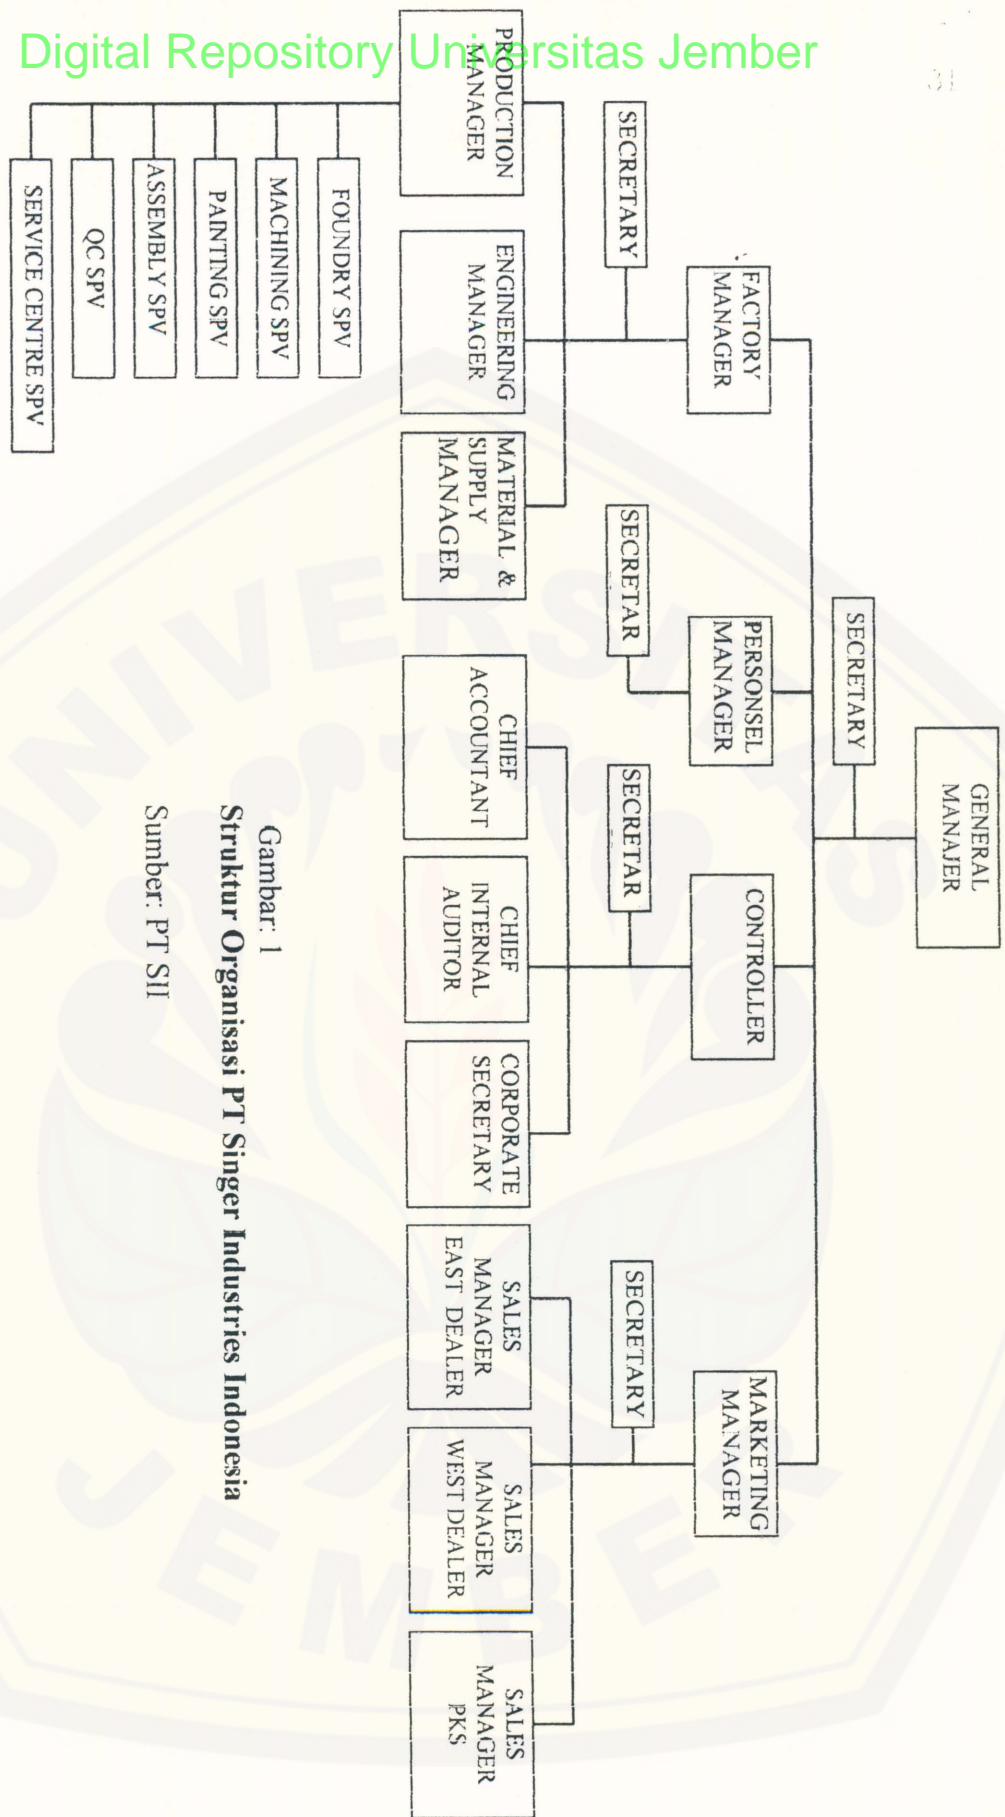 Digital Repository Universitas Jember
31
GENERAL
MANAJER
SECRETARY
FACTORY
MANAGER
PERSONSEL
MANAGER
CONTROLLER
MARKETING
MANAGER
SECRETARY
SECRETAR
SECRETAR
SECRETARY
PRODUCTION
MANAGER
ENGINEERING
MANAGER
MATERIAL &
SUPPLY
MANAGER
CHIEF
ACCOUNTANT
CHIEF
INTERNAL
AUDITOR
CORPORATE
SECRETARY
SALES
MANAGER
EAST DEALER
SALES
MANAGER
WEST DEALER
SALES
MANAGER
PKS
FOUNDRY SPV
MACHINING SPV
PAINTING SPV
ASSEMBLY SPV
QC SPV
SERVICE CENTRE SPV
Gambar: 1
Struktur Organisasi PT Singer Industries Indonesia
Sumber: PT SII
UNIVERSITAS
JEMBER